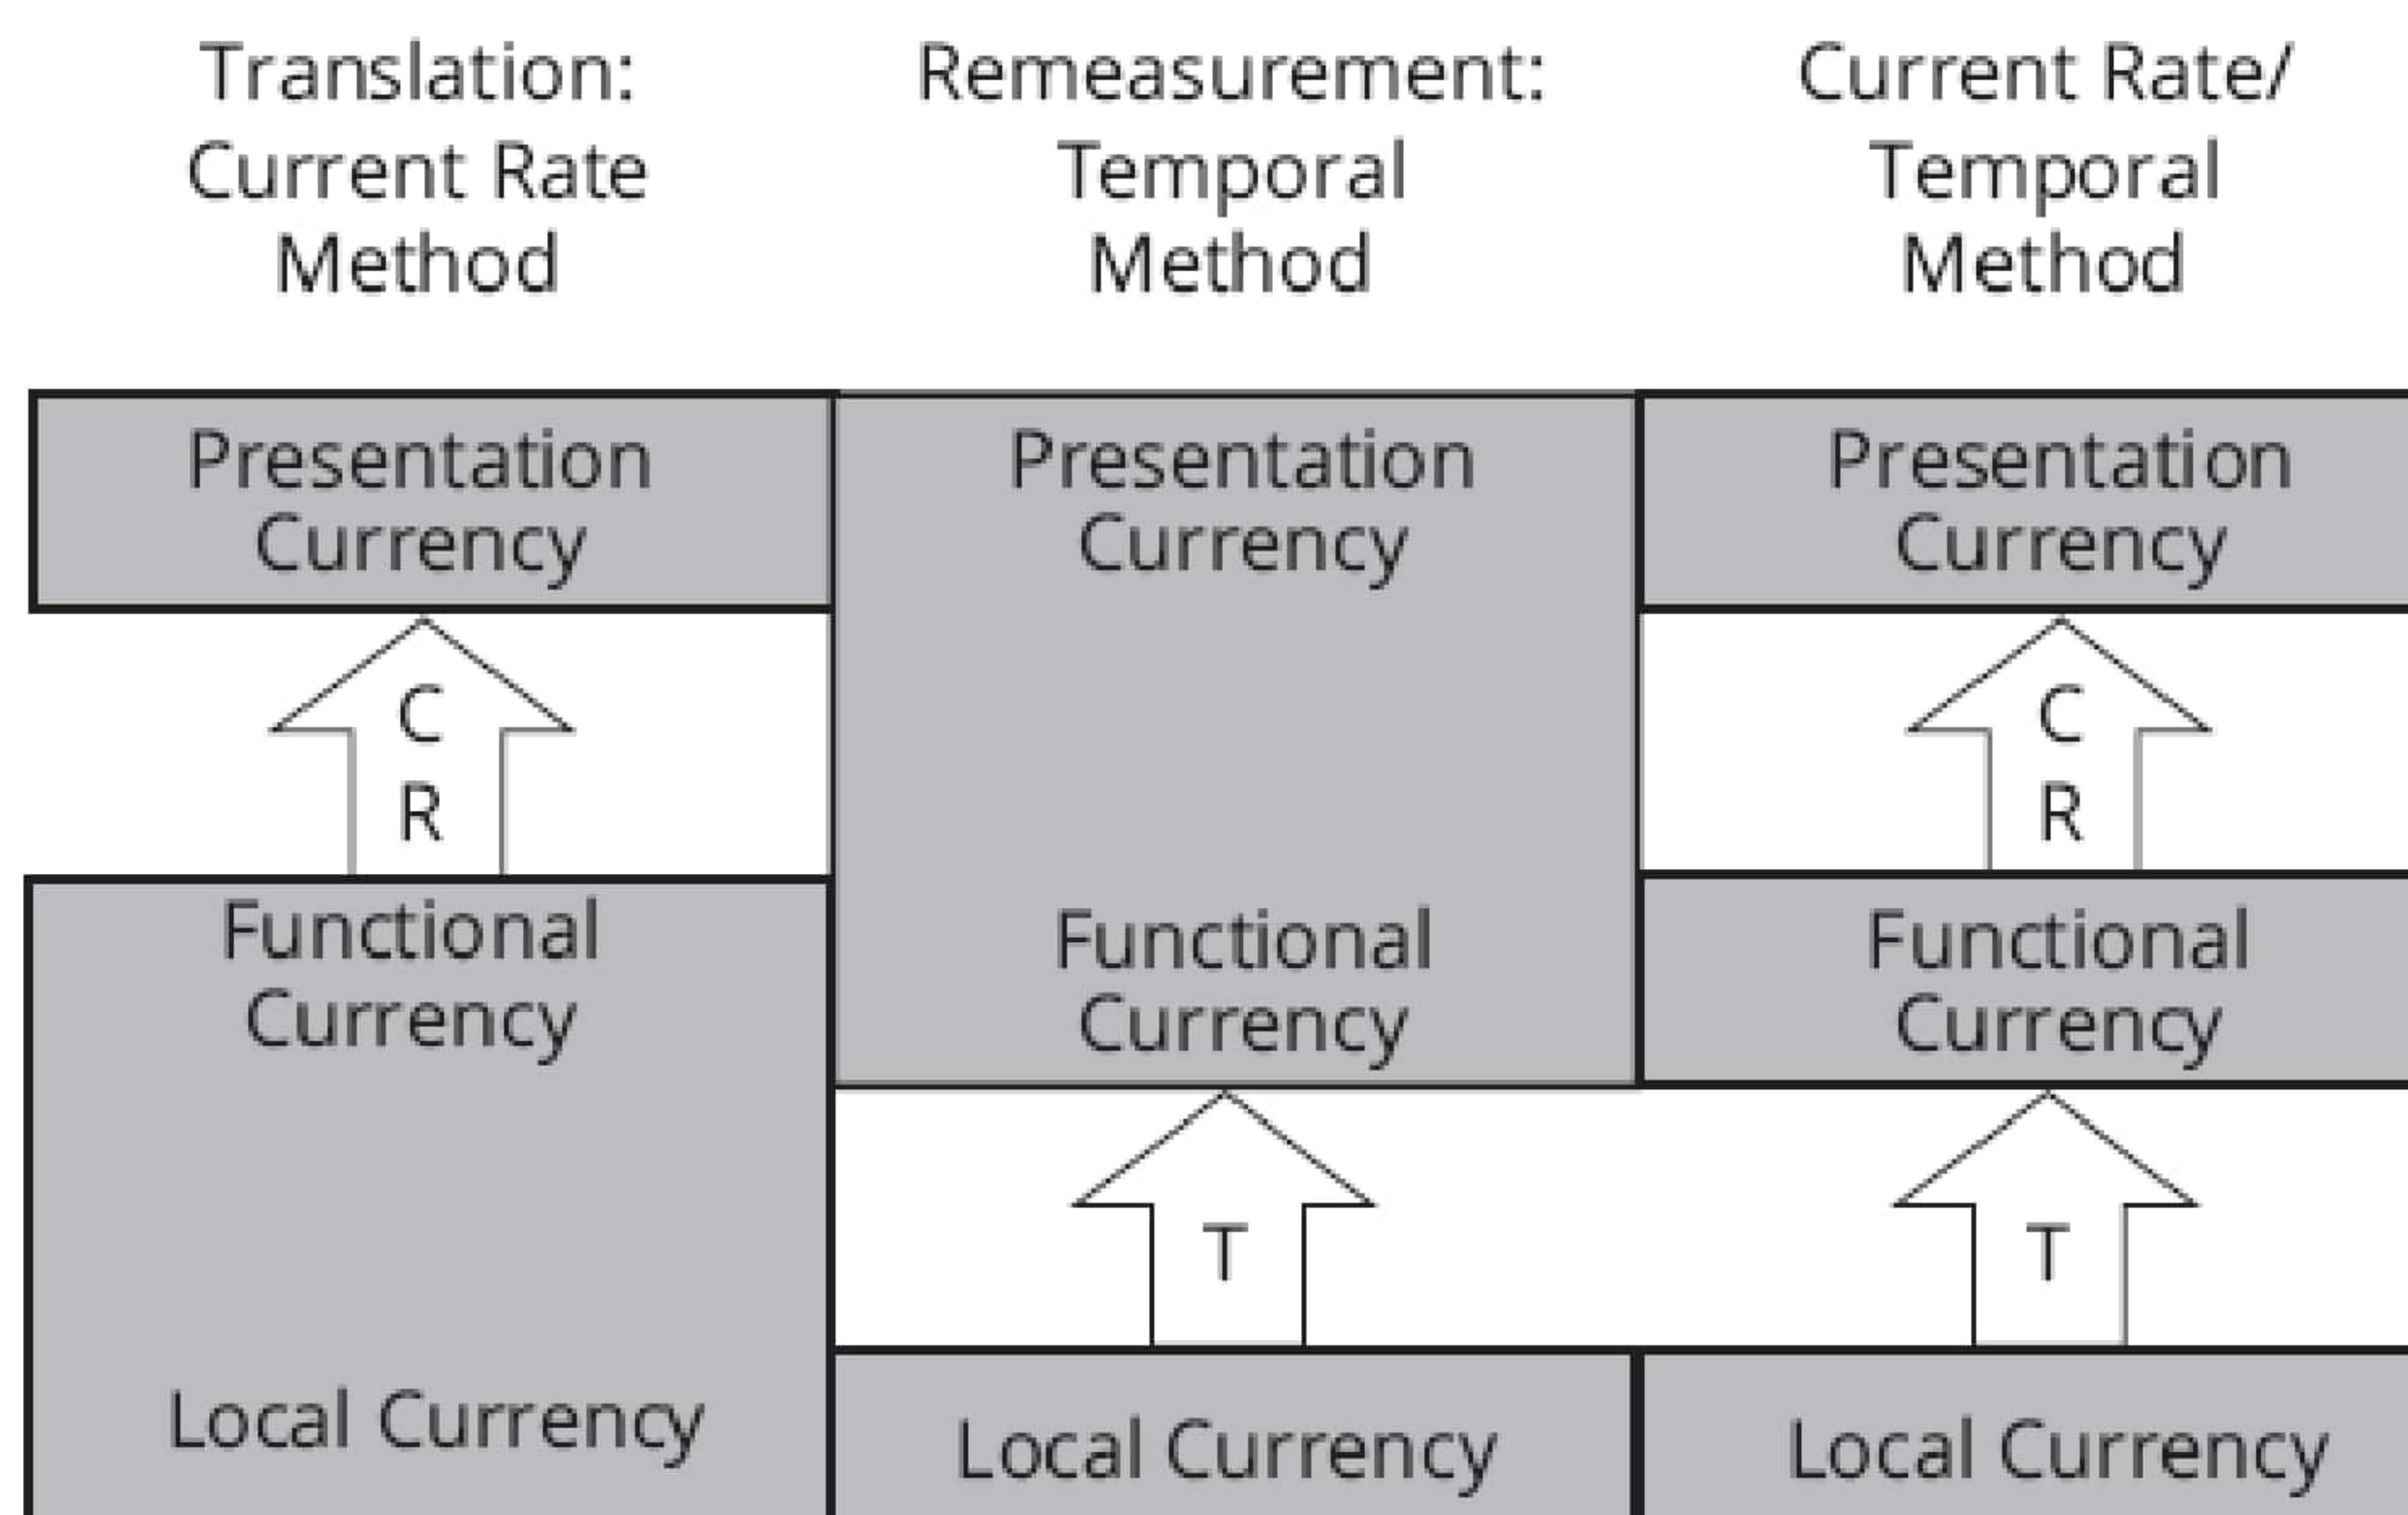 Translation:
Current Rate
Method
Remeasurement:
Temporal
Method
Current Rate/
Temporal
Method
Presentation
Currency
Presentation
Currency
Presentation
Currency
C
R
C
R
Functional
Currency
Functional
Currency
Functional
Currency
T
T
Local Currency
Local Currency
Local Currency